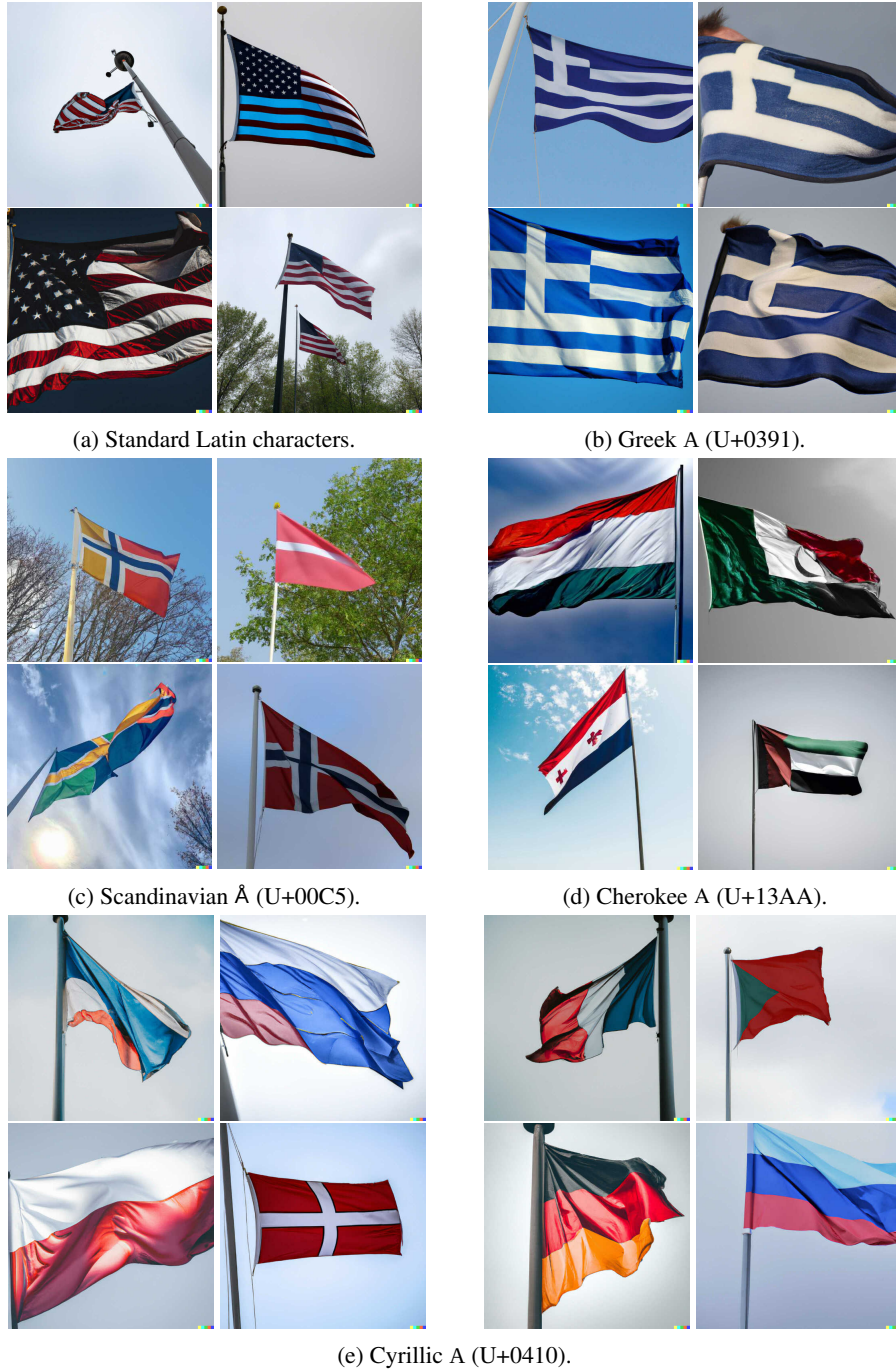 (a) Standard Latin characters.
(b) Greek Α (U+0391).
(c) Scandinavian Å (U+00C5).
(d) Cherokee Ꭺ (U+13AA).
(e) Cyrillic А (U+0410).